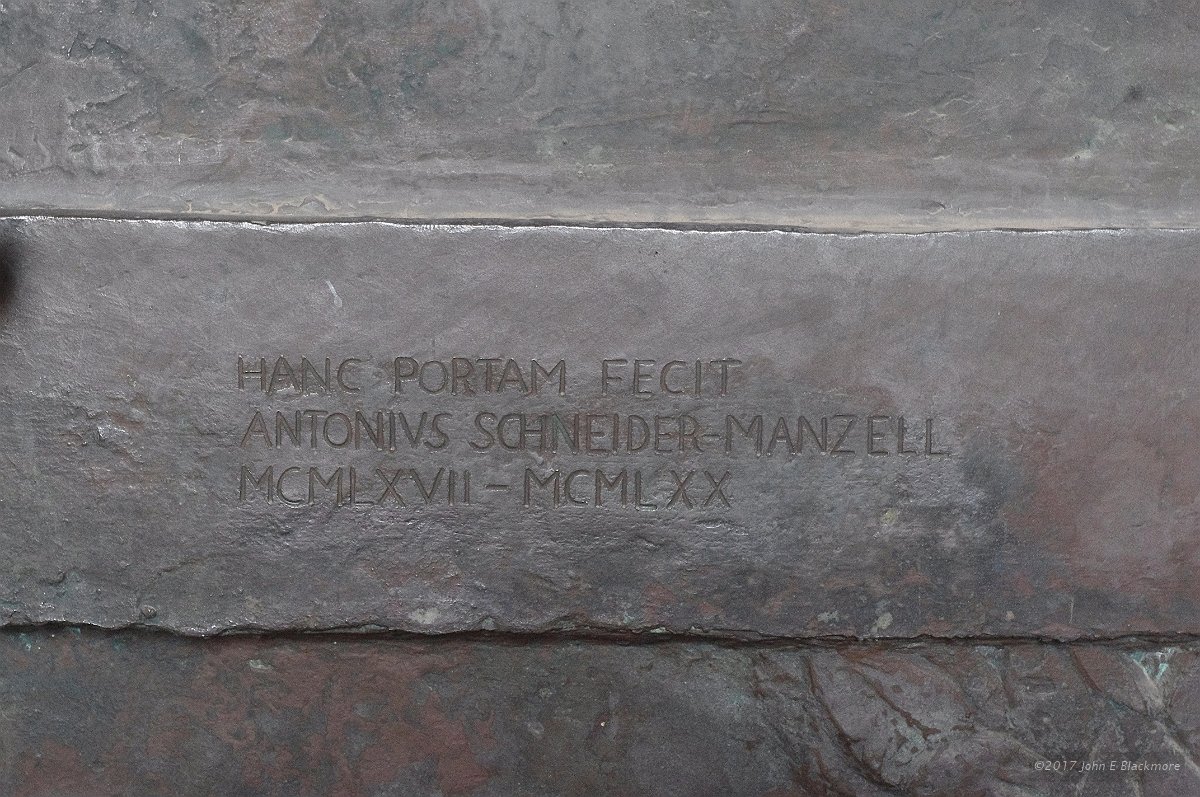 HANC PORTAM FECIT
ANTONIVS SCHNEIDER-MANZELL
MCMLXVII - MCMLXX
©2017 John E Blackmore